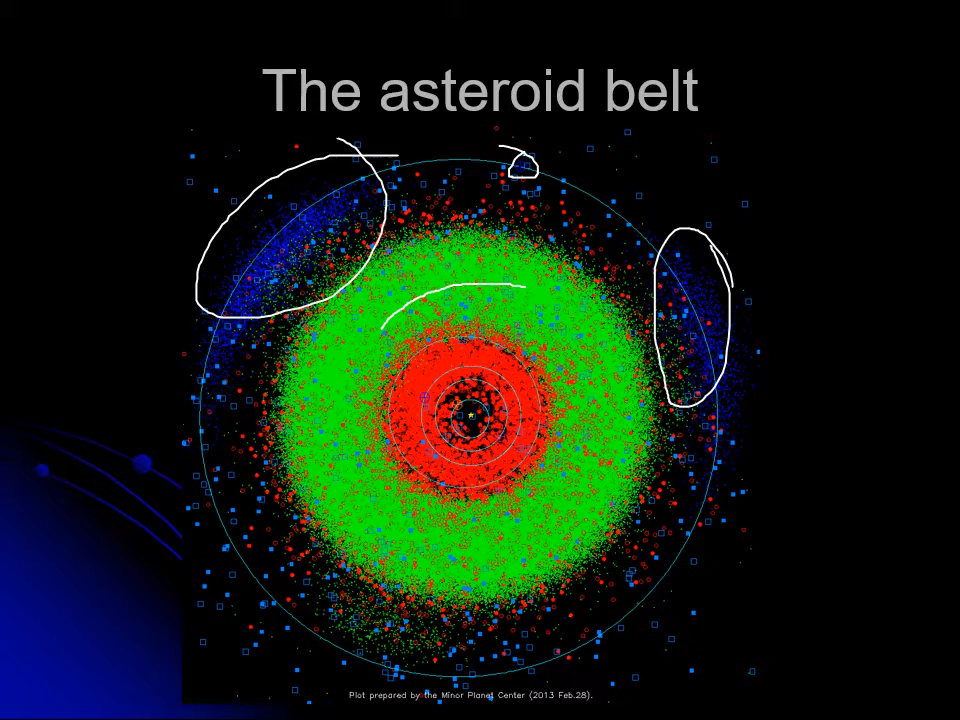 The asteroid belt
Plot prepared by the Minor Planet Center (2013 Feb.28).